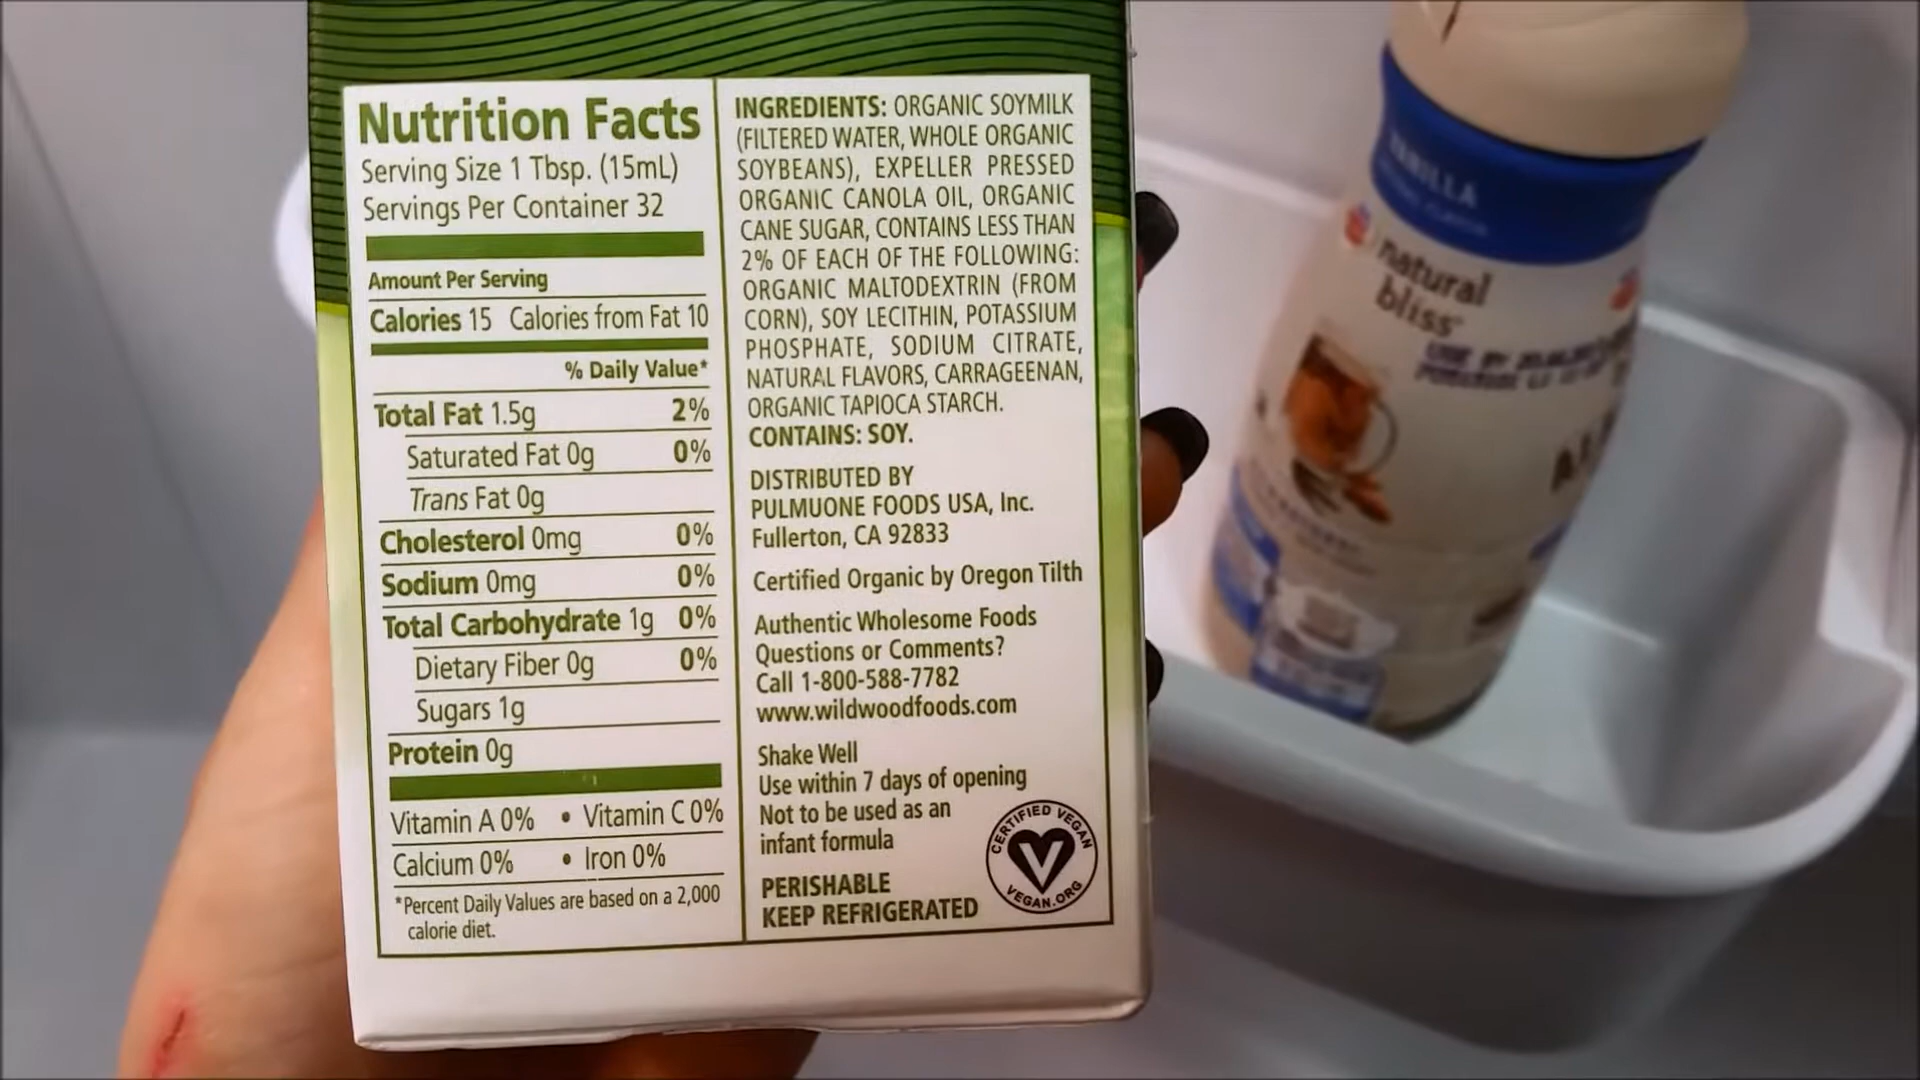 Nutrition Facts
Serving Size 1 Tbsp. (15mL)
Servings Per Container 32
Amount Per Serving
Calories 15 Calories from Fat 10
% Daily Value*
Total Fat 1.5g 2%
Saturated Fat 0g 0%
Trans Fat 0g
Cholesterol 0mg 0%
Sodium 0mg 0%
Total Carbohydrate 1g 0%
Dietary Fiber 0g 0%
Sugars 1g
Protein 0g
Vitamin A 0% • Vitamin C 0%
Calcium 0% • Iron 0%
*Percent Daily Values are based on a 2,000
calorie diet.
INGREDIENTS: ORGANIC SOYMILK
(FILTERED WATER, WHOLE ORGANIC
SOYBEANS), EXPELLER PRESSED
ORGANIC CANOLA OIL, ORGANIC
CANE SUGAR, CONTAINS LESS THAN
2% OF EACH OF THE FOLLOWING:
ORGANIC MALTODEXTRIN (FROM
CORN), SOY LECITHIN, POTASSIUM
PHOSPHATE, SODIUM CITRATE,
NATURAL FLAVORS, CARRAGEENAN,
ORGANIC TAPIOCA STARCH.
CONTAINS: SOY.
DISTRIBUTED BY
PULMUONE FOODS USA, Inc.
Fullerton, CA 92833
Certified Organic by Oregon Tilth
Authentic Wholesome Foods
Questions or Comments?
Call 1-800-588-7782
www.wildwoodfoods.com
Shake Well
Use within 7 days of opening
Not to be used as an
infant formula
PERISHABLE
KEEP REFRIGERATED
CERTIFIED VEGAN
V
VEGAN.ORG
VANILLA
natural
bliss
USE BY